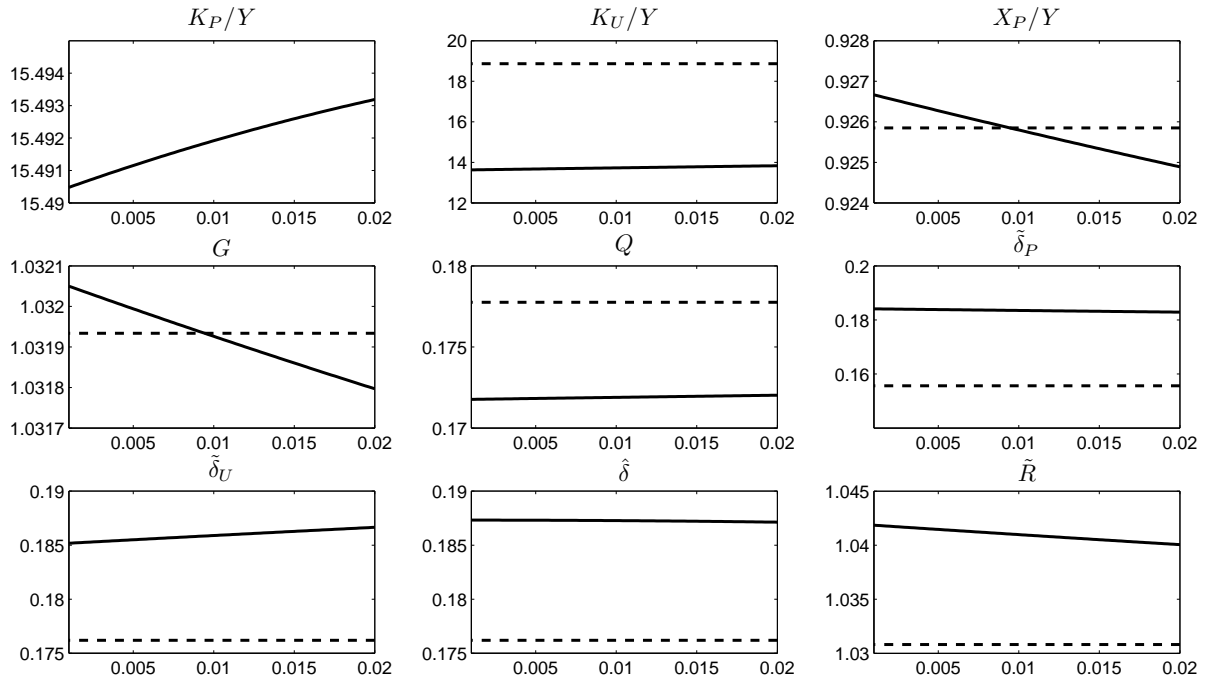 K_P/Y K_U/Y X_P/Y
15.494 20 0.928
15.493 18 0.927
15.492 16 0.926
15.491 14 0.925
15.49 12 0.924
0.005 0.01 0.015 0.02 0.005 0.01 0.015 0.02 0.005 0.01 0.015 0.02
G Q δ̃_P
1.0321 0.18 0.2
1.032 0.175 0.18
1.0319 0.17 0.16
1.0318
1.0317
0.005 0.01 0.015 0.02 0.005 0.01 0.015 0.02 0.005 0.01 0.015 0.02
δ̃_U δ̂ R̃
0.19 0.19 1.045
0.185 0.185 1.04
0.18 0.18 1.035
0.175 0.175 1.03
0.005 0.01 0.015 0.02 0.005 0.01 0.015 0.02 0.005 0.01 0.015 0.02